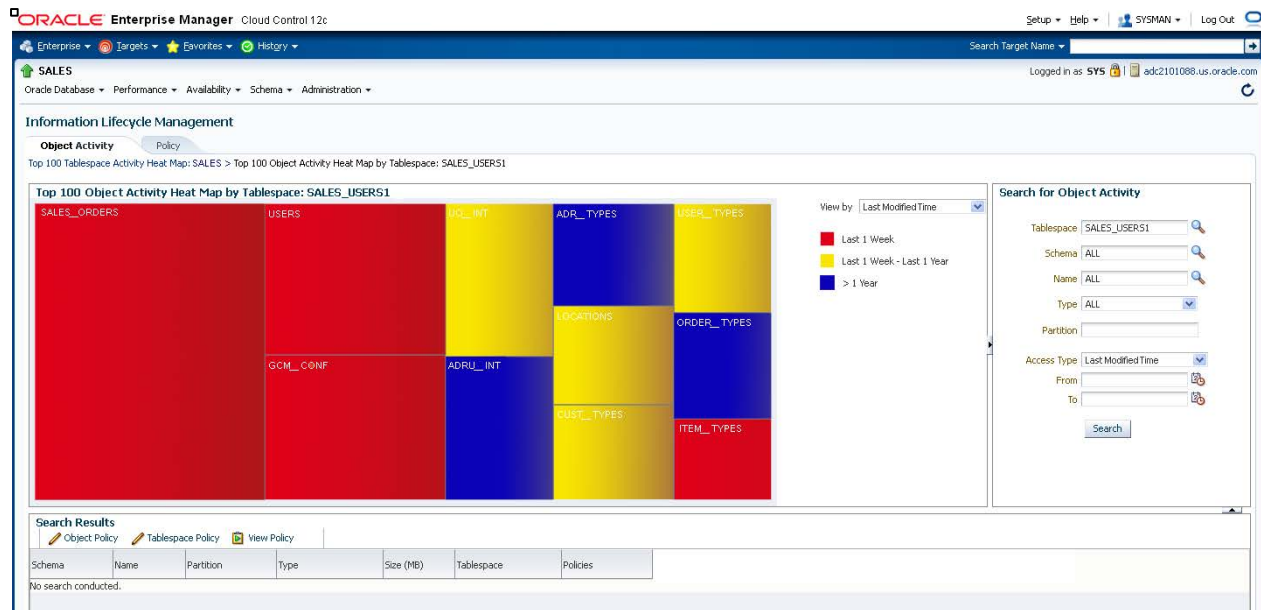 ORACLE Enterprise Manager Cloud Control 12c
Setup Help SYSMAN Log Out
Enterprise Targets Favorites History Search Target Name
SALES
Logged in as SYS adc2101088.us.oracle.com
Oracle Database Performance Availability Schema Administration
Information Lifecycle Management
Object Activity Policy
Top 100 Tablespace Activity Heat Map: SALES > Top 100 Object Activity Heat Map by Tablespace: SALES_USERS1
Top 100 Object Activity Heat Map by Tablespace: SALES_USERS1
SALES_ORDERS
USERS
UO_INT
ADR_TYPES
USER_TYPES
LOCATIONS
ORDER_TYPES
GCM_CONF
ADRU_INT
CUST_TYPES
ITEM_TYPES
View by Last Modified Time
Last 1 Week
Last 1 Week - Last 1 Year
> 1 Year
Search for Object Activity
Tablespace SALES_USERS1
Schema ALL
Name ALL
Type ALL
Partition
Access Type Last Modified Time
From
To
Search
Search Results
Object Policy Tablespace Policy View Policy
Schema Name Partition Type Size (MB) Tablespace Policies
No search conducted.